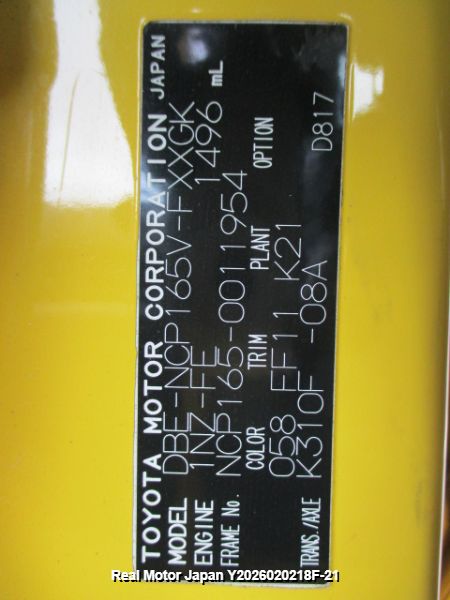 TOYOTA MOTOR CORPORATION JAPAN
MODEL DBE-NCP165V-FXXGK
ENGINE 1NZ-FE 1496 mL
FRAME No. NCP165-0011954
COLOR TRIM PLANT OPTION
058 FF11 K21
TRANS./AXLE K310F -08A D817
Real Motor Japan Y2026020218F-21